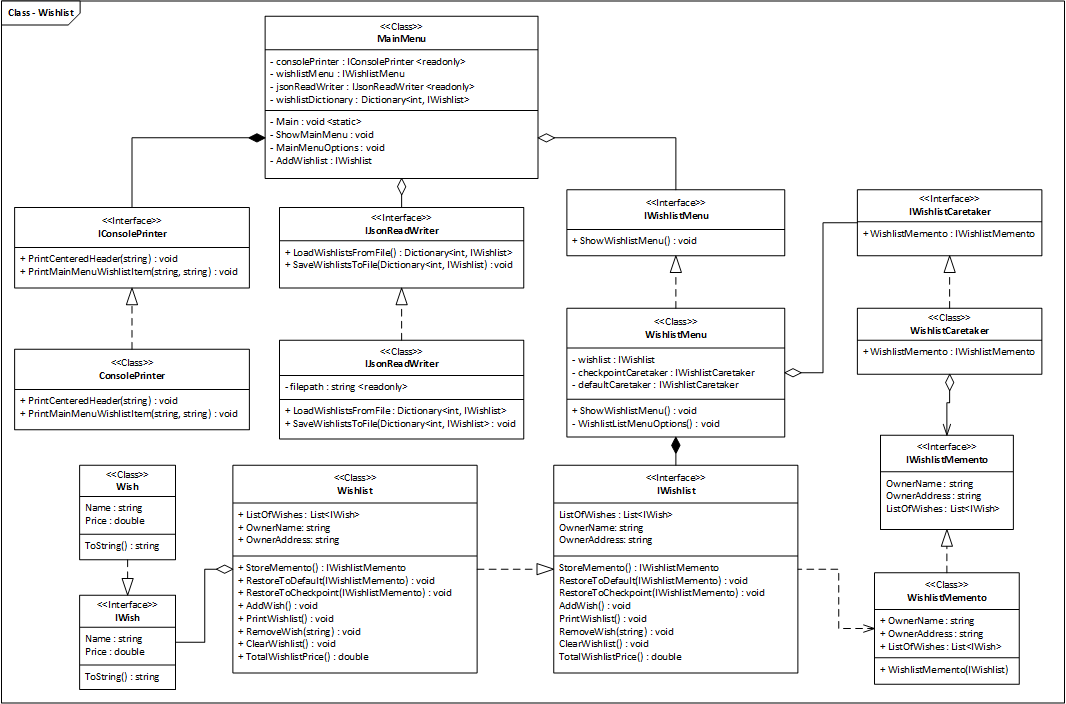 Class - Wishlist
<<Class>>
MainMenu
- consolePrinter : IConsolePrinter <readonly>
- wishlistMenu : IWishlistMenu
- jsonReadWriter : IJsonReadWriter <readonly>
- wishlistDictionary : Dictionary<int, IWishlist>
- Main : void <static>
- ShowMainMenu : void
- MainMenuOptions : void
- AddWishlist : IWishlist
<<Interface>>
IConsolePrinter
+ PrintCenteredHeader(string) : void
+ PrintMainMenuWishlistItem(string, string) : void
<<Interface>>
IJsonReadWriter
+ LoadWishlistsFromFile() : Dictionary<int, IWishlist>
+ SaveWishlistsToFile(Dictionary<int, IWishlist) : void
<<Interface>>
IWishlistMenu
+ ShowWishlistMenu() : void
<<Interface>>
IWishlistCaretaker
+ WishlistMemento : IWishlistMemento
<<Class>>
ConsolePrinter
+ PrintCenteredHeader(string) : void
+ PrintMainMenuWishlistItem(string, string) : void
<<Class>>
IJsonReadWriter
- filepath : string <readonly>
+ LoadWishlistsFromFile : Dictionary<int, IWishlist>
+ SaveWishlistsToFile(Dictionary<int, IWishlist> : void
<<Class>>
WishlistMenu
- wishlist : IWishlist
- checkpointCaretaker : IWishlistCaretaker
- defaultCaretaker : IWishlistCaretaker
+ ShowWishlistMenu() : void
- WishlistListMenuOptions() : void
<<Class>>
WishlistCaretaker
+ WishlistMemento : IWishlistMemento
<<Class>>
Wish
Name : string
Price : double
ToString() : string
<<Interface>>
IWish
Name : string
Price : double
ToString() : string
<<Class>>
Wishlist
+ ListOfWishes : List<IWish>
+ OwnerName: string
+ OwnerAddress: string
+ StoreMemento() : IWishlistMemento
+ RestoreToDefault(IWishlistMemento) : void
+ RestoreToCheckpoint(IWishlistMemento) : void
+ AddWish() : void
+ PrintWishlist() : void
+ RemoveWish(string) : void
+ ClearWishlist() : void
+ TotalWishlistPrice() : double
<<Interface>>
IWishlist
ListOfWishes : List<IWish>
OwnerName: string
OwnerAddress: string
StoreMemento() : IWishlistMemento
RestoreToDefault(IWishlistMemento) : void
RestoreToCheckpoint(IWishlistMemento) : void
AddWish() : void
PrintWishlist() : void
RemoveWish(string) : void
ClearWishlist() : void
TotalWishlistPrice() : double
<<Interface>>
IWishlistMemento
OwnerName : string
OwnerAddress : string
ListOfWishes : List<IWish>
<<Class>>
WishlistMemento
+ OwnerName : string
+ OwnerAddress : string
+ ListOfWishes : List<IWish>
+ WishlistMemento(IWishlist)